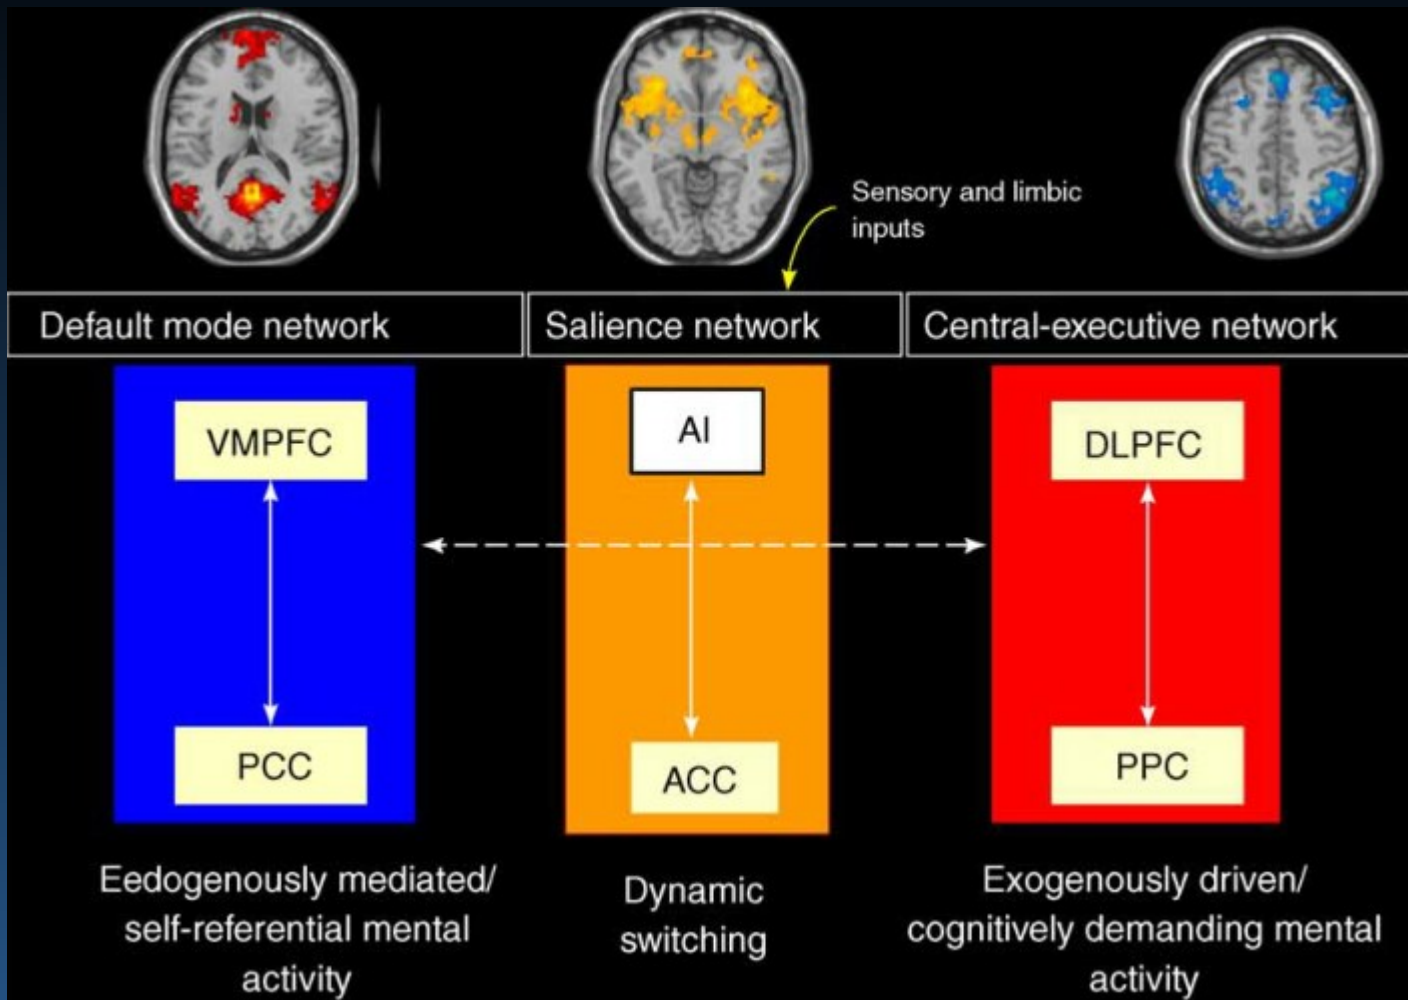 Sensory and limbic
inputs
Default mode network
Salience network
Central-executive network
VMPFC
AI
DLPFC
PCC
ACC
PPC
Eedogenously mediated/
self-referential mental
activity
Dynamic
switching
Exogenously driven/
cognitively demanding mental
activity